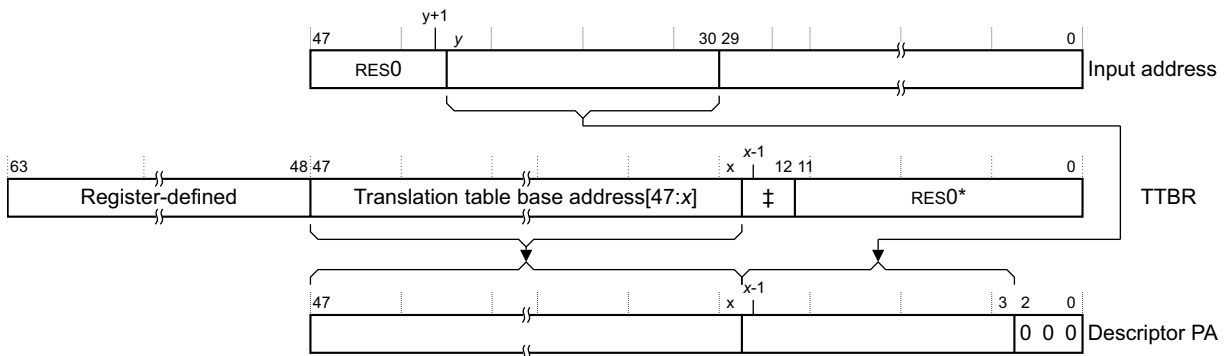 y+1
47 y 30 29 0
RES0 Input address
x-1
63 48 47 x 12 11 0
Register-defined Translation table base address[47:x] ‡ RES0* TTBR
x-1
47 x 3 2 0
0 0 0 Descriptor PA